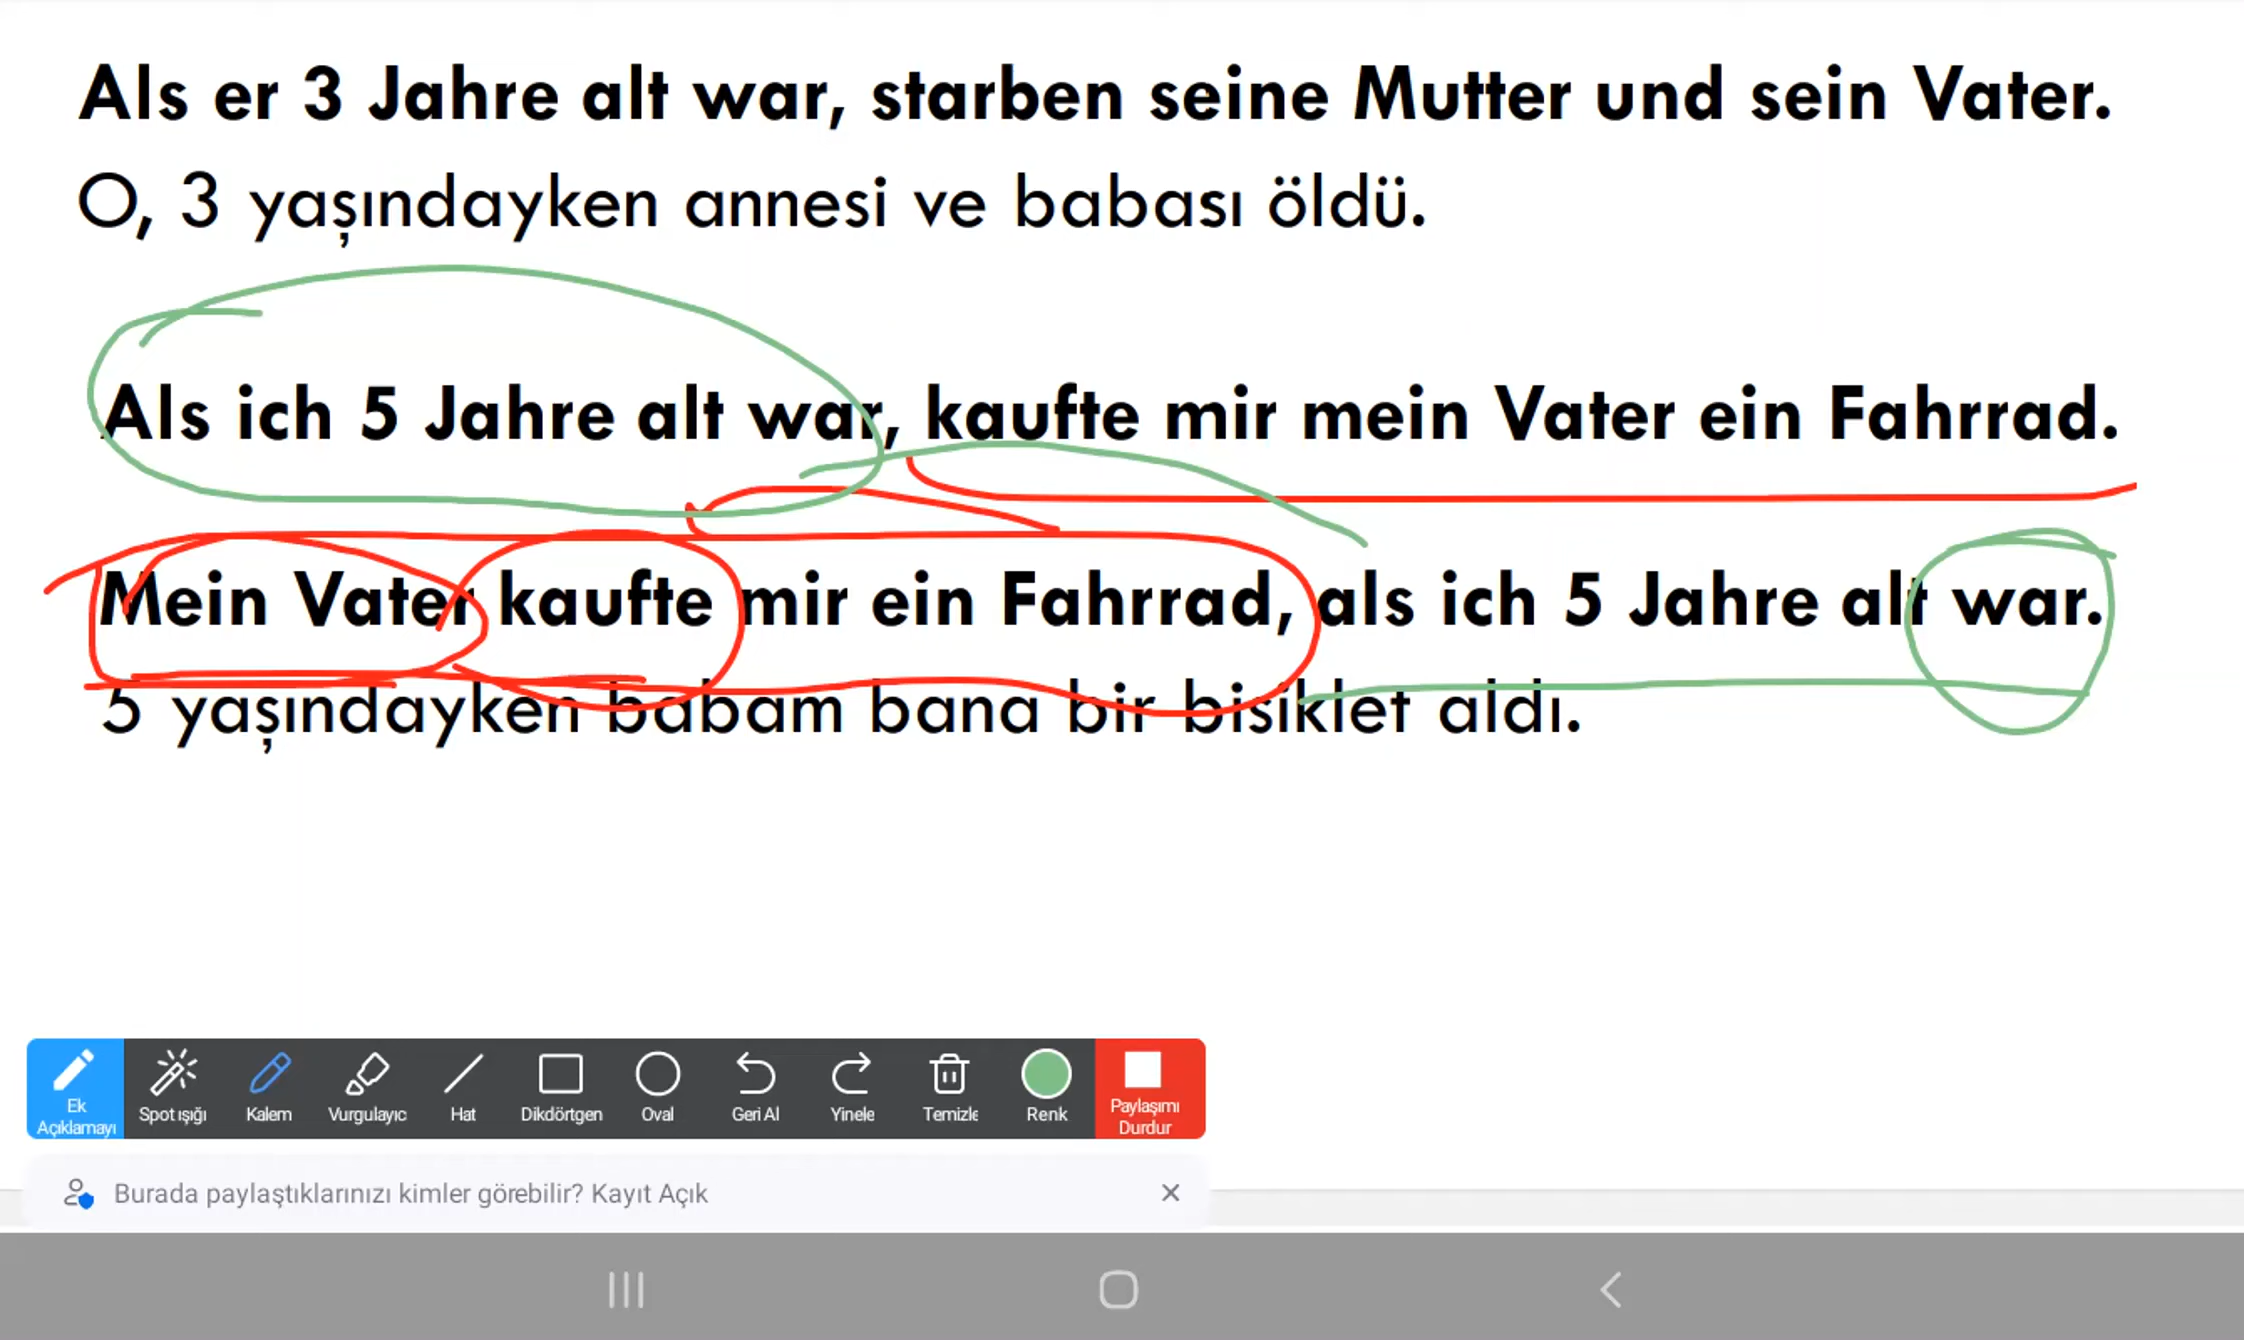 Als er 3 Jahre alt war, starben seine Mutter und sein Vater.
O, 3 yaşındayken annesi ve babası öldü.
Als ich 5 Jahre alt war, kaufte mir mein Vater ein Fahrrad.
Mein Vater kaufte mir ein Fahrrad, als ich 5 Jahre alt war.
5 yaşındayken babam bana bir bisiklet aldı.
Ek Açıklamayı Spot ışığı Kalem Vurgulayıc Hat Dikdörtgen Oval Geri Al Yinele Temizle Renk Paylaşımı Durdur
Burada paylaştıklarınızı kimler görebilir? Kayıt Açık